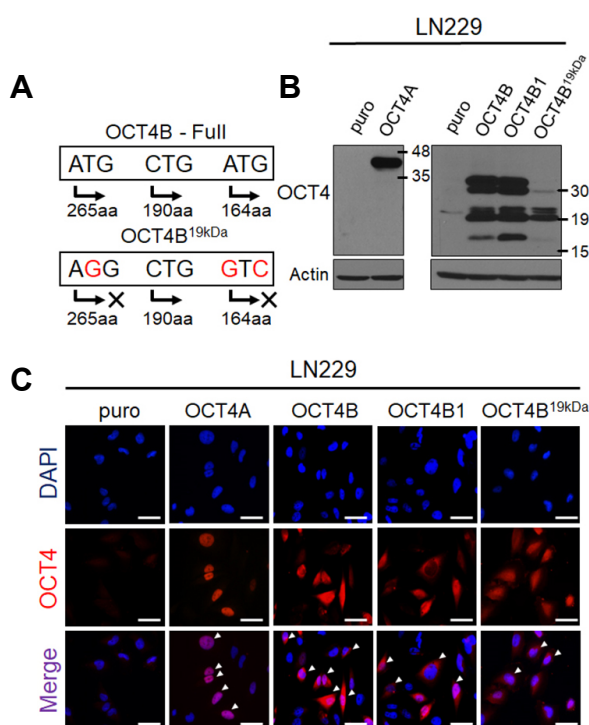 A
OCT4B - Full
ATG CTG ATG
265aa 190aa 164aa
OCT4B19kDa
AGG CTG GTC
265aa 190aa 164aa
B
LN229
puro OCT4A puro OCT4B OCT4B1 OCT4B19kDa
OCT4
48
35
30
19
15
Actin
C
LN229
puro OCT4A OCT4B OCT4B1 OCT4B19kDa
DAPI
OCT4
Merge